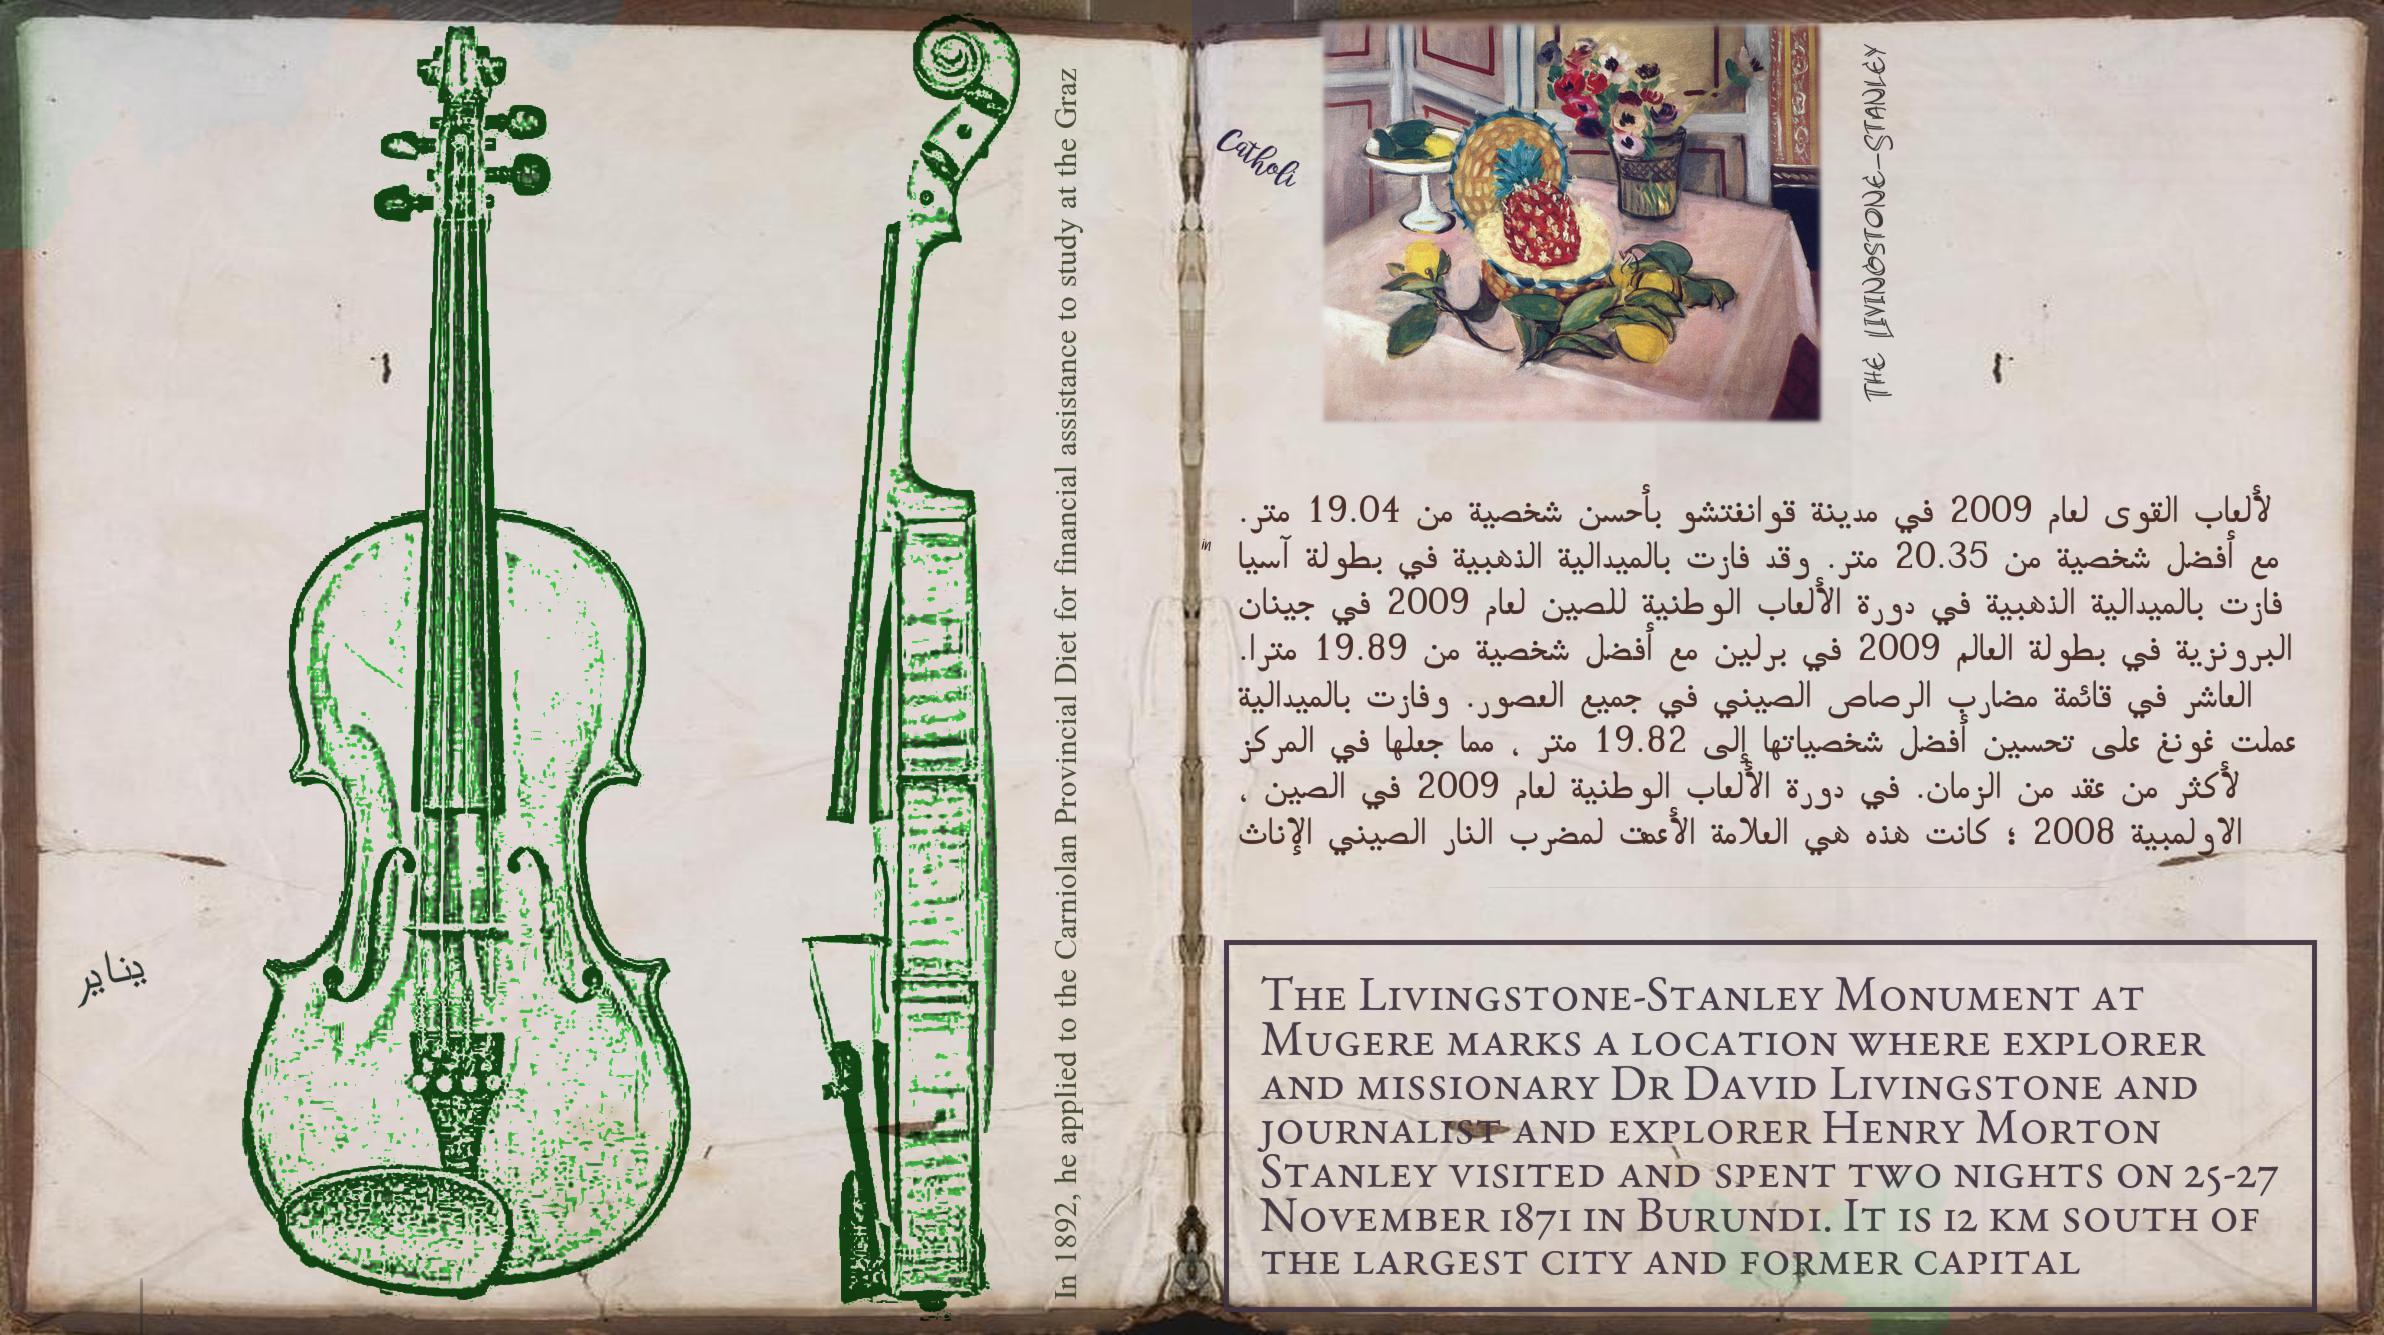 يناير
In 1892, he applied to the Carniolan Provincial Diet for financial assistance to study at the Graz
Catholi
THE LIVINGSTONE-STANLEY
in
لألعاب القوى لعام 2009 في مدينة قوانغتشو بأحسن شخصية من 19.04 متر.
مع أفضل شخصية من 20.35 متر. وقد فازت بالميدالية الذهبية في بطولة آسيا
فازت بالميدالية الذهبية في دورة الألعاب الوطنية للصين لعام 2009 في جينان
البرونزية في بطولة العالم 2009 في برلين مع أفضل شخصية من 19.89 مترا.
العاشر في قائمة مضارب الرصاص الصيني في جميع العصور. وفازت بالميدالية
عملت غونغ على تحسين أفضل شخصياتها إلى 19.82 متر ، مما جعلها في المركز
لأكثر من عقد من الزمان. في دورة الألعاب الوطنية لعام 2009 في الصين ،
الاولمبية 2008 ؛ كانت هذه هي العلامة الأعمت لمضرب النار الصيني الإناث
The Livingstone-Stanley Monument at
Mugere marks a location where explorer
and missionary Dr David Livingstone and
journalist and explorer Henry Morton
Stanley visited and spent two nights on 25-27
November 1871 in Burundi. It is 12 km south of
the largest city and former capital